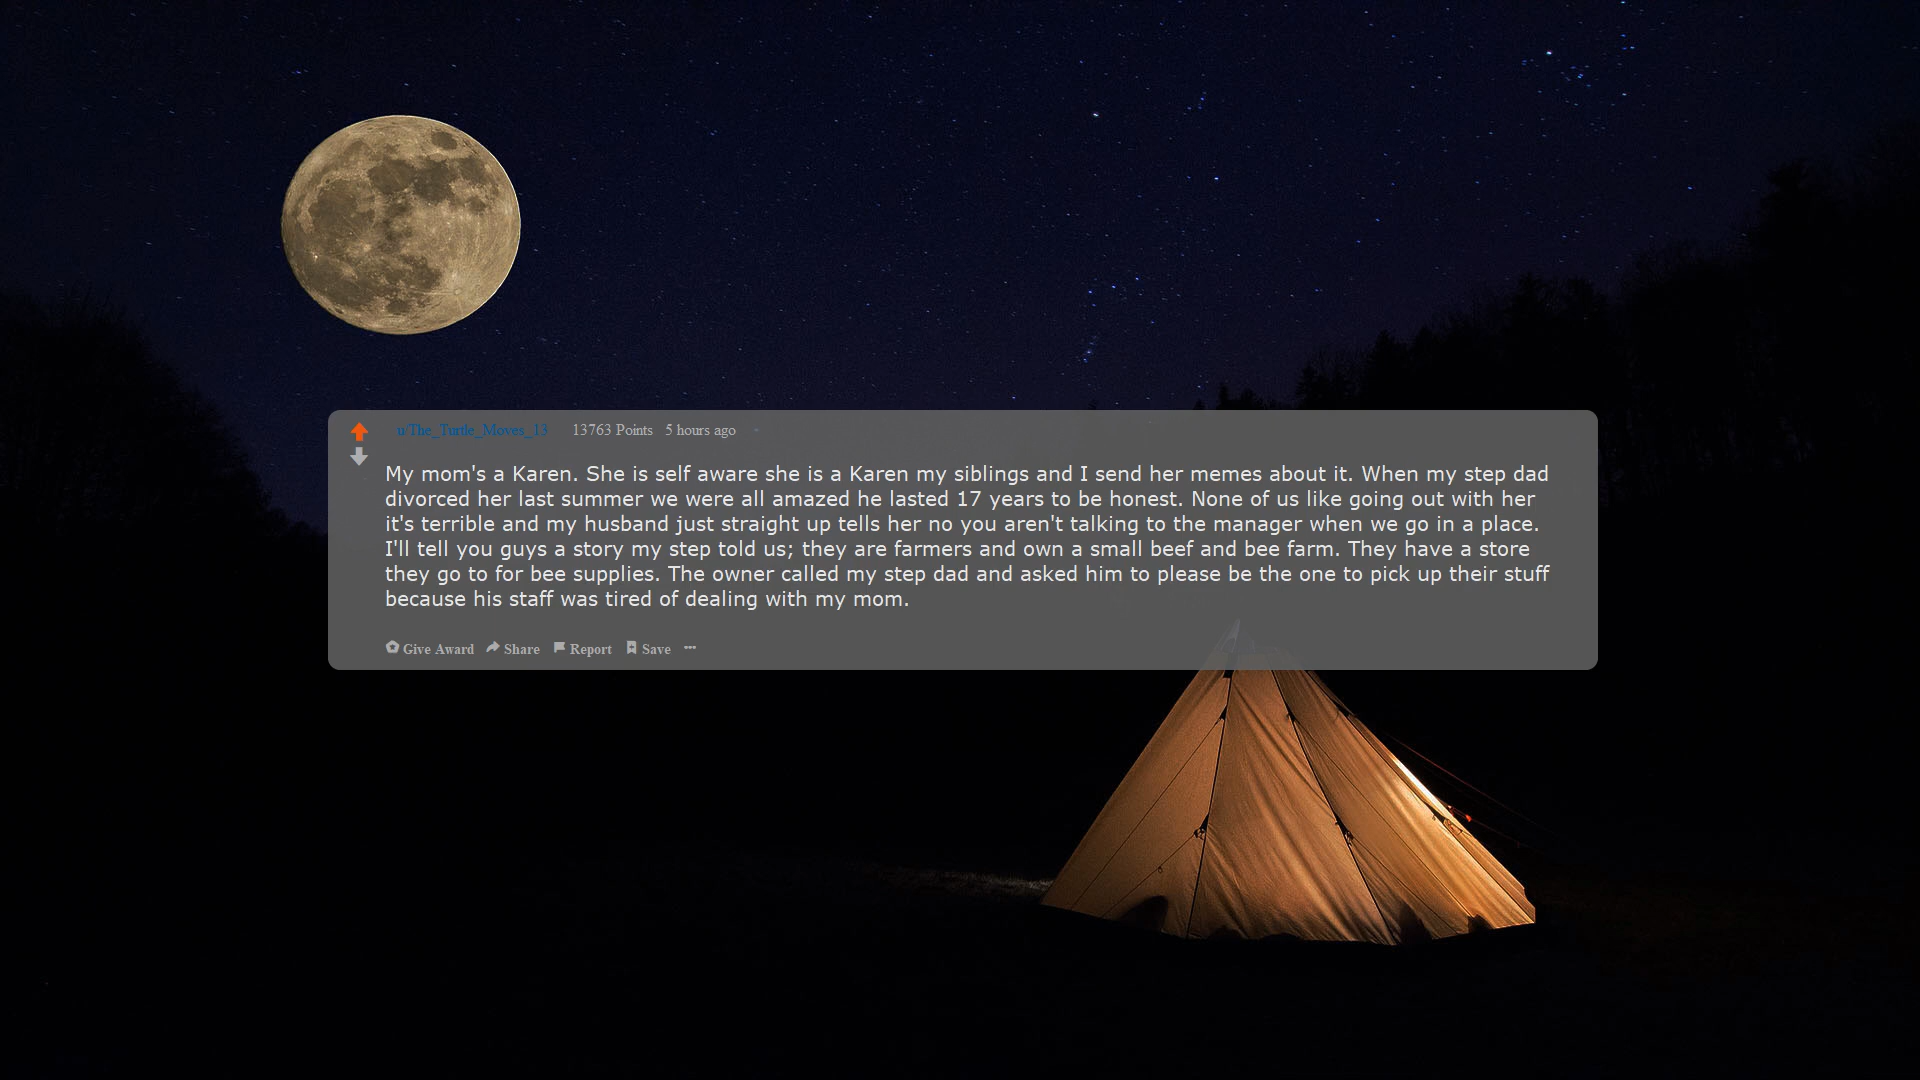 u/The_Turtle_Moves_13 13763 Points 5 hours ago
My mom's a Karen. She is self aware she is a Karen my siblings and I send her memes about it. When my step dad
divorced her last summer we were all amazed he lasted 17 years to be honest. None of us like going out with her
it's terrible and my husband just straight up tells her no you aren't talking to the manager when we go in a place.
I'll tell you guys a story my step told us; they are farmers and own a small beef and bee farm. They have a store
they go to for bee supplies. The owner called my step dad and asked him to please be the one to pick up their stuff
because his staff was tired of dealing with my mom.
Give Award Share Report Save ···